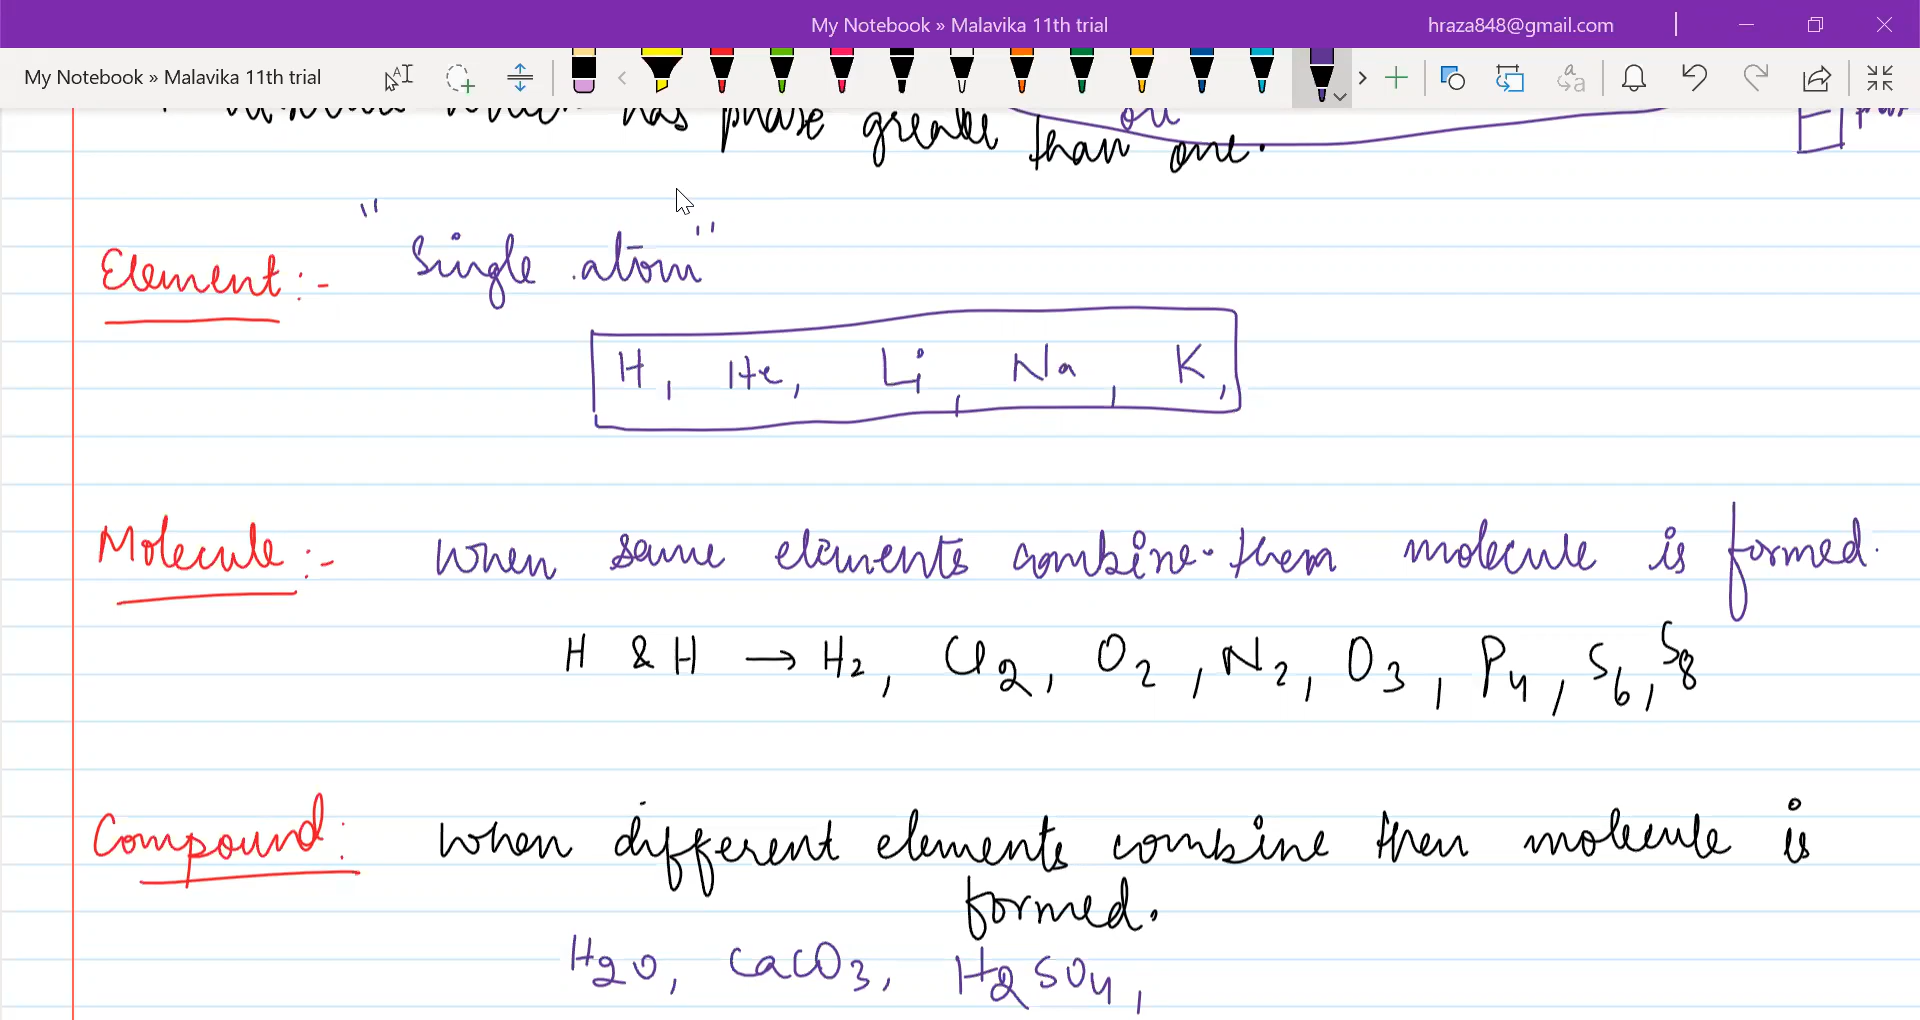 My Notebook » Malavika 11th trial
hraza848@gmail.com
My Notebook » Malavika 11th trial
has phase greater than one.
or
Element :- "Single atom"
H, He, Li, Na, K,
Molecule :- When same elements combine. them molecule is formed.
H & H → H2, Cl2, O2, N2, O3, P4, S6, S8
Compound : When different elements combine then molecule is
formed.
H2O, CaCO3, H2SO4,